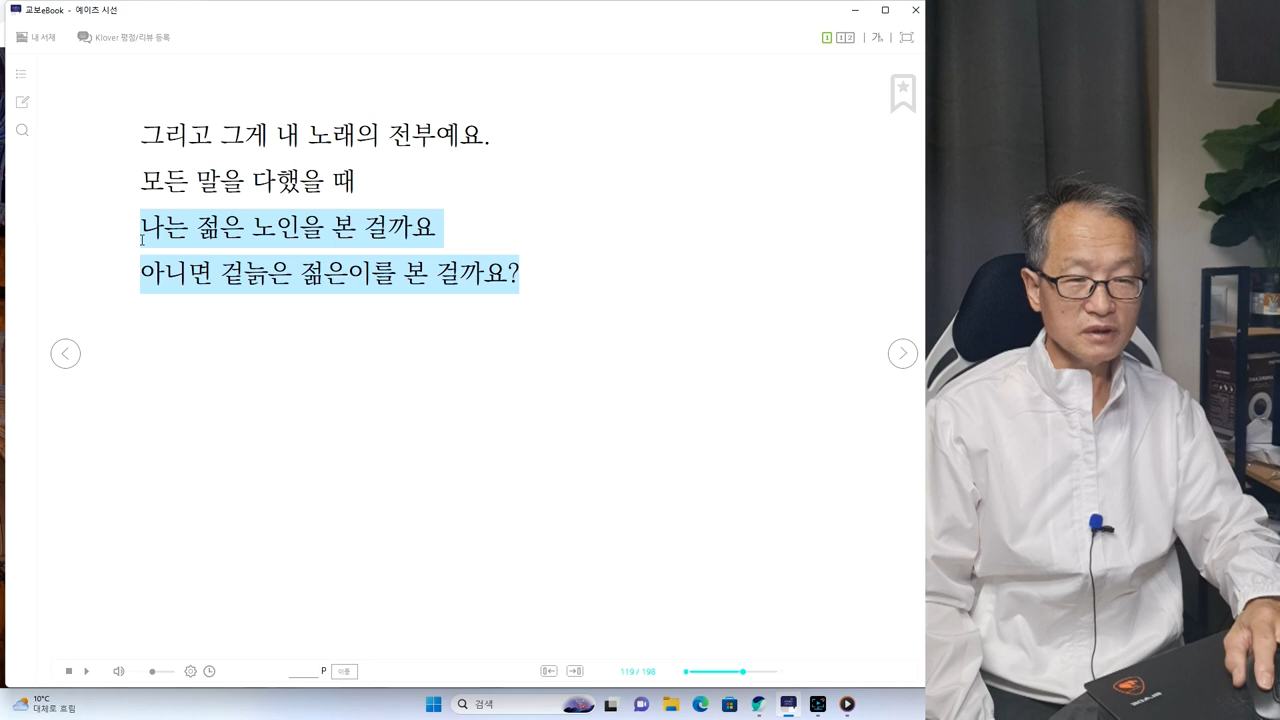 교보eBook - 예이츠 시선
내 서재
Klover 평점/리뷰 등록
1
1 2
가
그리고 그게 내 노래의 전부예요.
모든 말을 다했을 때
나는 젊은 노인을 본 걸까요
아니면 겉늙은 젊은이를 본 걸까요?
P
이동
119 / 198
10°C
대체로 흐림
검색